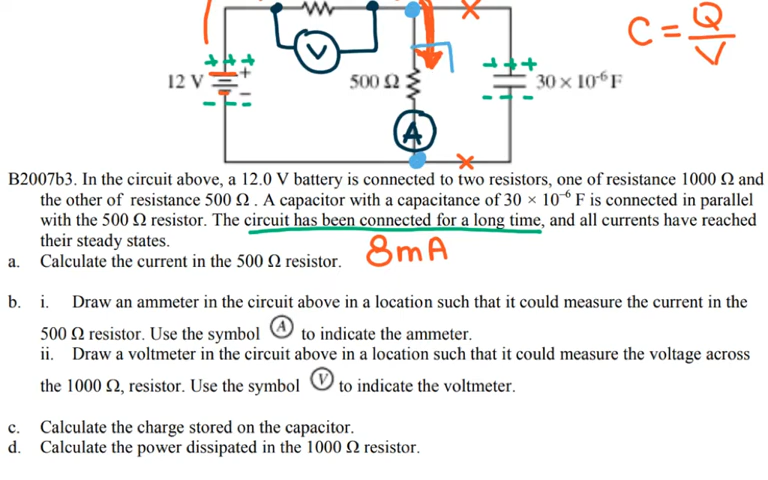 C = Q/V
V
12 V
+ + +
+
−
− − −
500 Ω
+ + +
− − −
30 × 10⁻⁶ F
A
B2007b3. In the circuit above, a 12.0 V battery is connected to two resistors, one of resistance 1000 Ω and
the other of resistance 500 Ω . A capacitor with a capacitance of 30 × 10⁻⁶ F is connected in parallel
with the 500 Ω resistor. The circuit has been connected for a long time, and all currents have reached
their steady states.
a. Calculate the current in the 500 Ω resistor. 8mA
b. i. Draw an ammeter in the circuit above in a location such that it could measure the current in the
500 Ω resistor. Use the symbol A to indicate the ammeter.
ii. Draw a voltmeter in the circuit above in a location such that it could measure the voltage across
the 1000 Ω, resistor. Use the symbol V to indicate the voltmeter.
c. Calculate the charge stored on the capacitor.
d. Calculate the power dissipated in the 1000 Ω resistor.